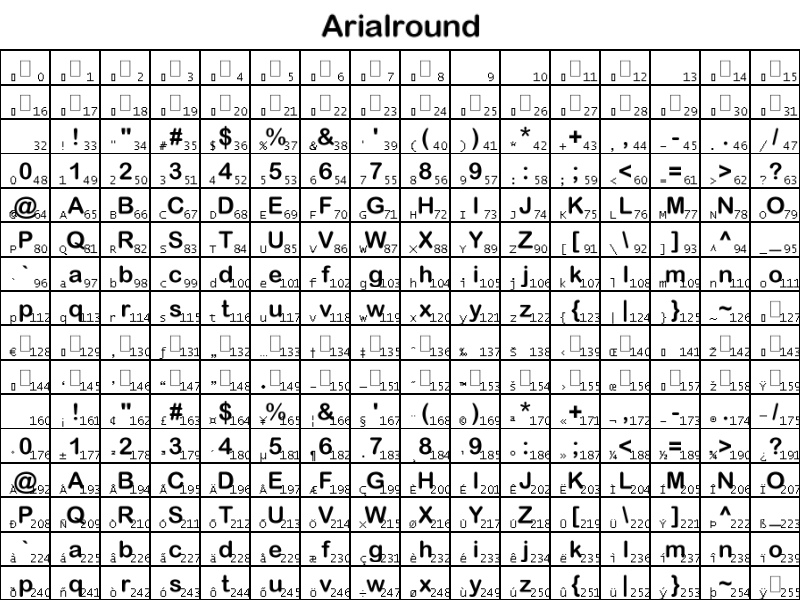 Arialround
0 1 2 3 4 5 6 7 8 9 10 11 12 13 14 15
16 17 18 19 20 21 22 23 24 25 26 27 28 29 30 31
32 ! ! 33 " " 34 # # 35 $ $ 36 % % 37 & & 38 ' ' 39 ( ( 40 ) ) 41 * * 42 + + 43 , , 44 - - 45 . . 46 / / 47
0 0 48 1 1 49 2 2 50 3 3 51 4 4 52 5 5 53 6 6 54 7 7 55 8 8 56 9 9 57 : : 58 ; ; 59 < < 60 = = 61 > > 62 ? ? 63
@ @ 64 A A 65 B B 66 C C 67 D D 68 E E 69 F F 70 G G 71 H H 72 I I 73 J J 74 K K 75 L L 76 M M 77 N N 78 O O 79
P P 80 Q Q 81 R R 82 S S 83 T T 84 U U 85 V V 86 W W 87 X X 88 Y Y 89 Z Z 90 [ [ 91 \ \ 92 ] ] 93 ^ ^ 94 _ _ 95
` ` 96 a a 97 b b 98 c c 99 d d 100 e e 101 f f 102 g g 103 h h 104 i i 105 j j 106 k k 107 l l 108 m m 109 n n 110 o o 111
p p 112 q q 113 r r 114 s s 115 t t 116 u u 117 v v 118 w w 119 x x 120 y y 121 z z 122 { { 123 | | 124 } } 125 ~ ~ 126 127
€ 128 129 ‚ 130 ƒ 131 „ 132 … 133 † 134 ‡ 135 ˆ 136 ‰ 137 Š 138 ‹ 139 Œ 140 141 Ž 142 143
144 ‘ 145 ’ 146 “ 147 ” 148 • 149 – 150 — 151 ˜ 152 ™ 153 š 154 › 155 œ 156 157 ž 158 Ÿ 159
160 ¡ ! 161 ¢ " 162 £ # 163 ¤ $ 164 ¥ % 165 ¦ & 166 § ' 167 ¨ ( 168 © ) 169 ª * 170 « + 171 ¬ , 172 - 173 ® . 174 ¯ / 175
° 0 176 ± 1 177 ² 2 178 ³ 3 179 ´ 4 180 µ 5 181 ¶ 6 182 · 7 183 ¸ 8 184 ¹ 9 185 º : 186 » ; 187 ¼ < 188 ½ = 189 ¾ > 190 ¿ ? 191
À @ 192 Á A 193 Â B 194 Ã C 195 Ä D 196 Å E 197 Æ F 198 Ç G 199 È H 200 É I 201 Ê J 202 Ë K 203 Ì L 204 Í M 205 Î N 206 Ï O 207
Ð P 208 Ñ Q 209 Ò R 210 Ó S 211 Ô T 212 Õ U 213 Ö V 214 × W 215 Ø X 216 Ù Y 217 Ú Z 218 Û [ 219 Ü \ 220 Ý ] 221 Þ ^ 222 ß _ 223
à ` 224 á a 225 â b 226 ã c 227 ä d 228 å e 229 æ f 230 ç g 231 è h 232 é i 233 ê j 234 ë k 235 ì l 236 í m 237 î n 238 ï o 239
ð p 240 ñ q 241 ò r 242 ó s 243 ô t 244 õ u 245 ö v 246 ÷ w 247 ø x 248 ù y 249 ú z 250 û { 251 ü | 252 ý } 253 þ ~ 254 ÿ 255